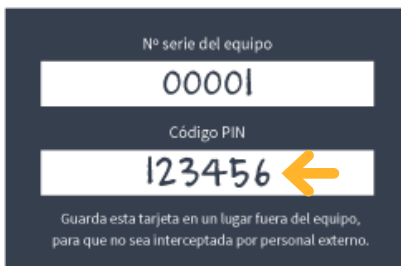 Nº serie del equipo
00001
Código PIN
123456
Guarda esta tarjeta en un lugar fuera del equipo,
para que no sea interceptada por personal externo.